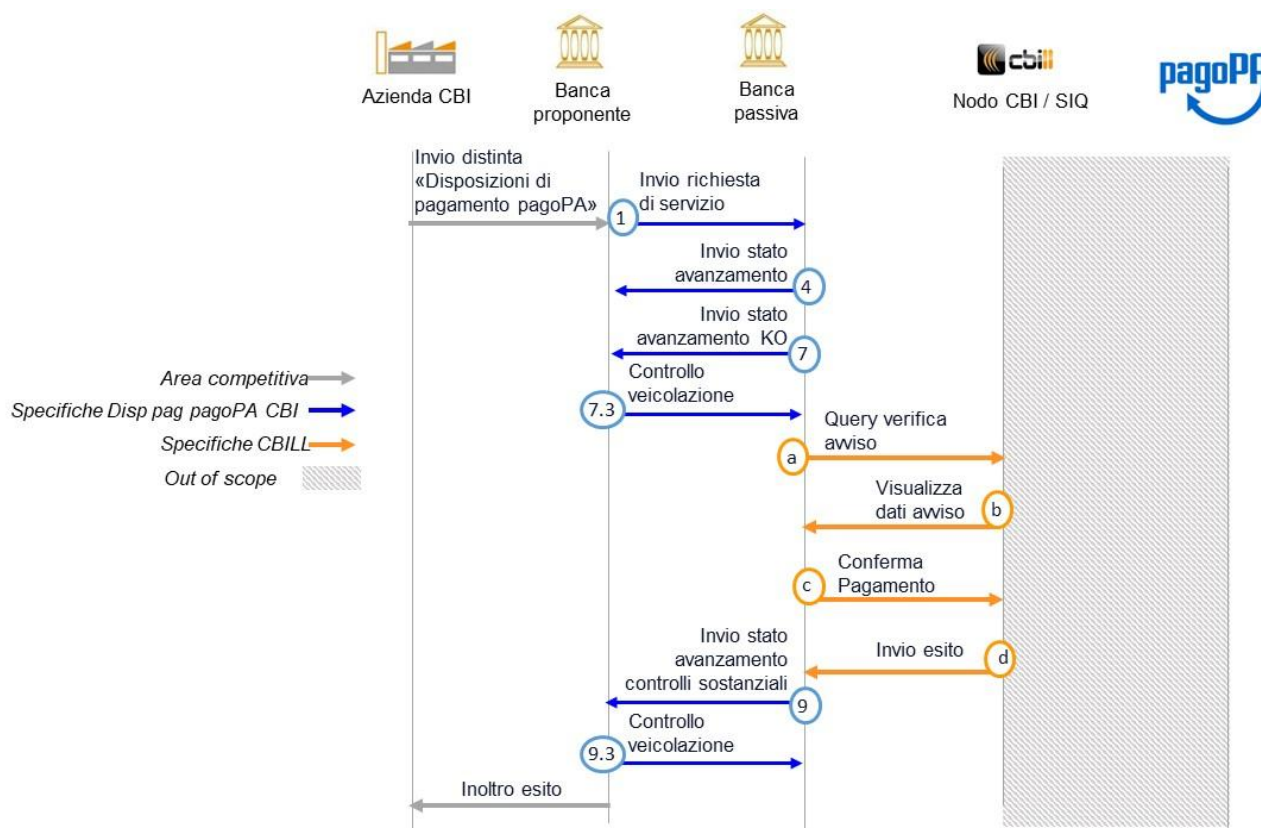 cbill
pagoPA
Azienda CBI
Banca
proponente
Banca
passiva
Nodo CBI / SIQ
Invio distinta
«Disposizioni di
pagamento pagoPA»
Invio richiesta
di servizio
1
Invio stato
avanzamento
4
Invio stato
avanzamento KO
7
Controllo
veicolazione
7.3
Area competitiva
Specifiche Disp pag pagoPA CBI
Specifiche CBILL
Out of scope
Query verifica
avviso
a
Visualizza
dati avviso
b
Conferma
Pagamento
c
Invio esito
d
Invio stato
avanzamento
controlli sostanziali
9
Controllo
veicolazione
9.3
Inoltro esito